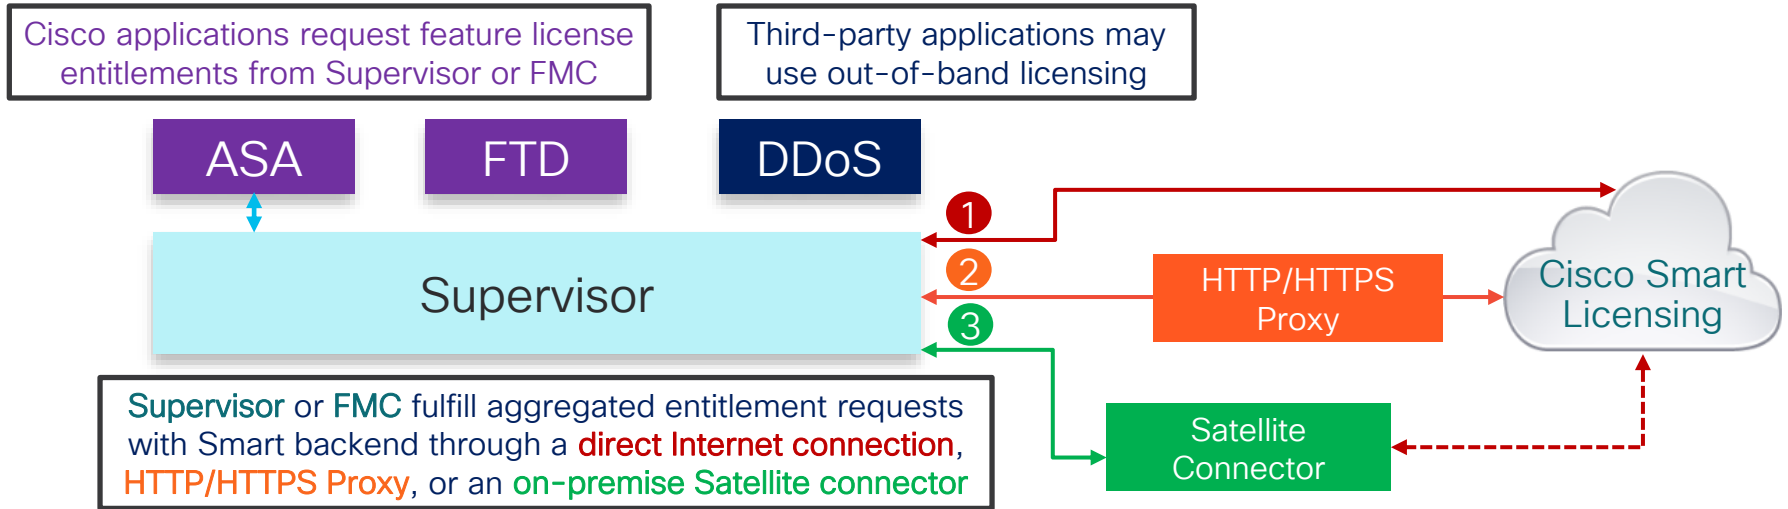 Cisco applications request feature license
entitlements from Supervisor or FMC
Third-party applications may
use out-of-band licensing
ASA
FTD
DDoS
1
2
3
Supervisor
HTTP/HTTPS
Proxy
Cisco Smart
Licensing
Supervisor or FMC fulfill aggregated entitlement requests
with Smart backend through a direct Internet connection,
HTTP/HTTPS Proxy, or an on-premise Satellite connector
Satellite
Connector